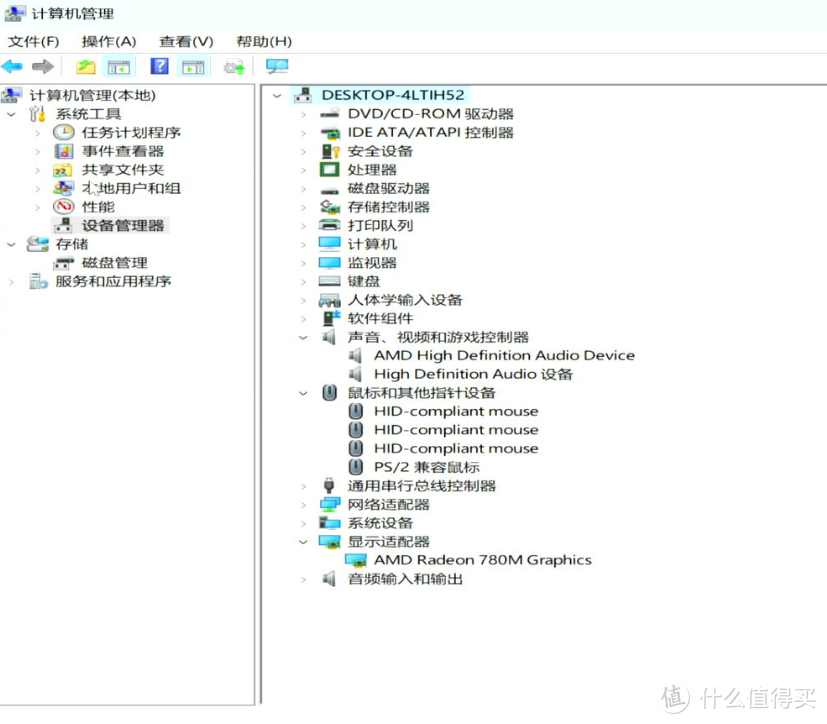 计算机管理
文件(F) 操作(A) 查看(V) 帮助(H)
计算机管理(本地)
系统工具
任务计划程序
事件查看器
共享文件夹
本地用户和组
性能
设备管理器
存储
磁盘管理
服务和应用程序
DESKTOP-4LTIH52
DVD/CD-ROM 驱动器
IDE ATA/ATAPI 控制器
安全设备
处理器
磁盘驱动器
存储控制器
打印队列
计算机
监视器
键盘
人体学输入设备
软件组件
声音、视频和游戏控制器
AMD High Definition Audio Device
High Definition Audio 设备
鼠标和其他指针设备
HID-compliant mouse
HID-compliant mouse
HID-compliant mouse
PS/2 兼容鼠标
通用串行总线控制器
网络适配器
系统设备
显示适配器
AMD Radeon 780M Graphics
音频输入和输出
值 什么值得买